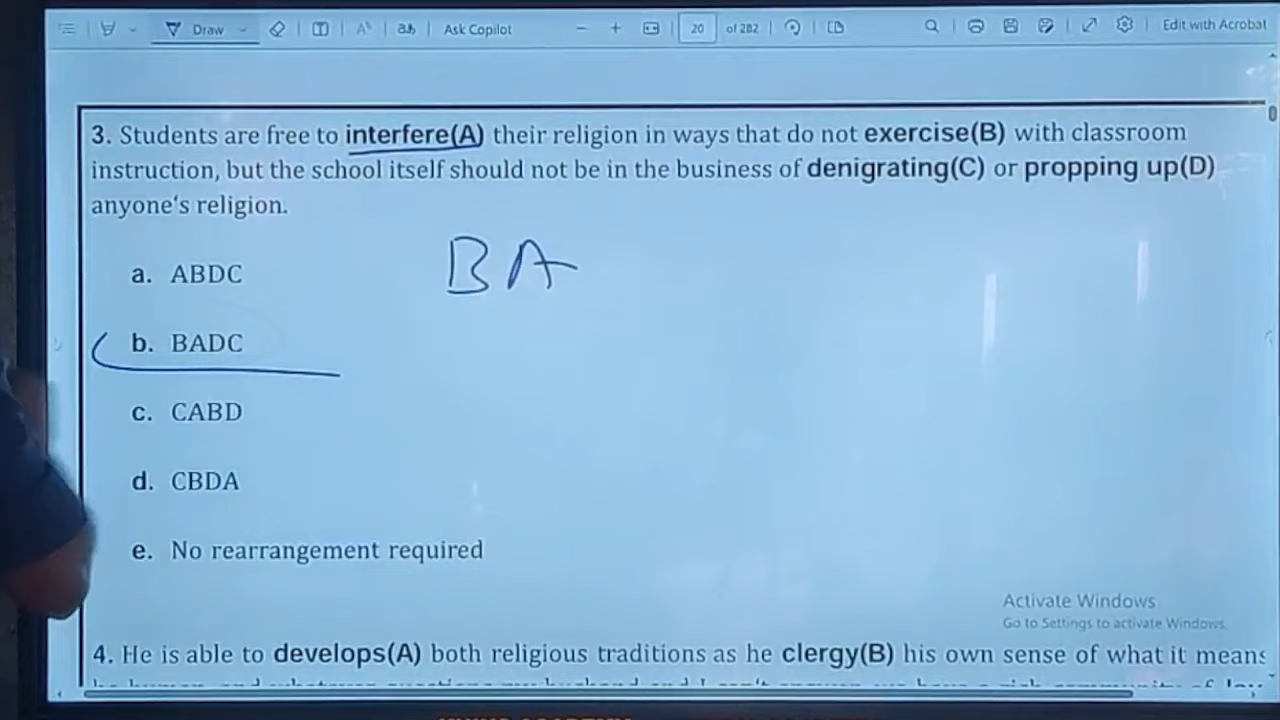 Draw Ask Copilot 20 of 282 Edit with Acrobat
3. Students are free to interfere(A) their religion in ways that do not exercise(B) with classroom
instruction, but the school itself should not be in the business of denigrating(C) or propping up(D)
anyone's religion.
BA
a. ABDC
b. BADC
c. CABD
d. CBDA
e. No rearrangement required
Activate Windows
Go to Settings to activate Windows.
4. He is able to develops(A) both religious traditions as he clergy(B) his own sense of what it means